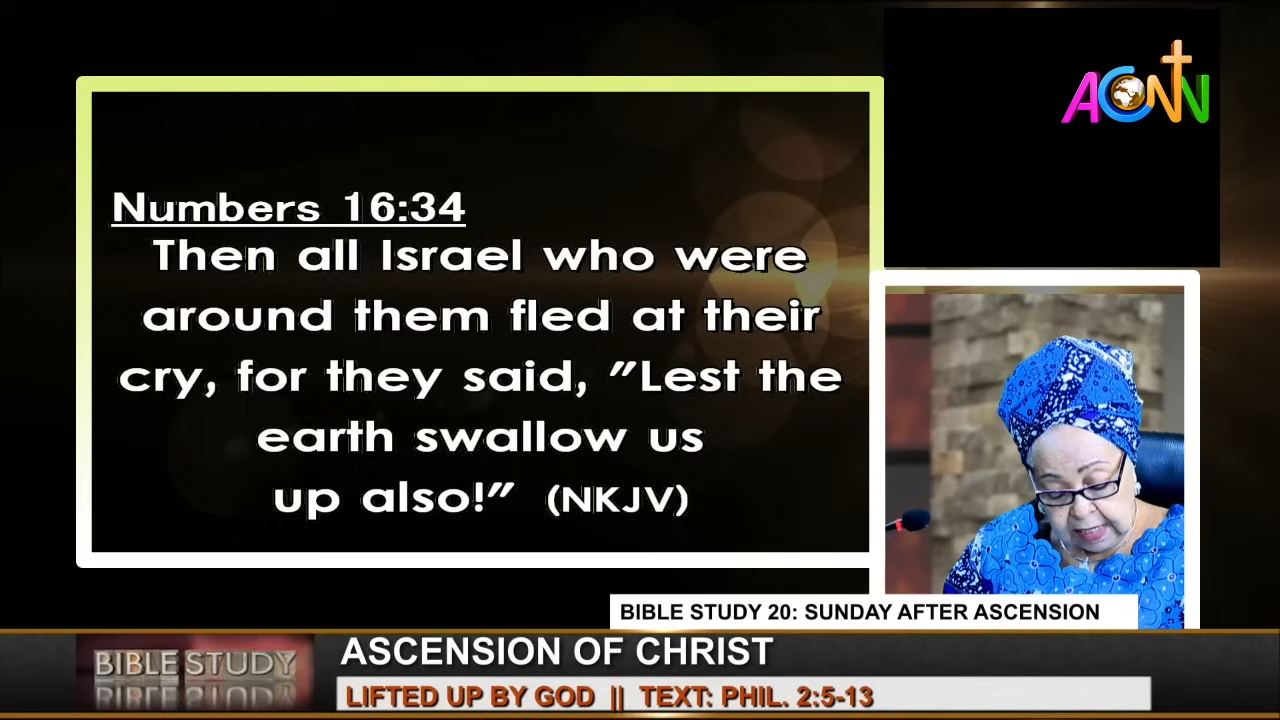 ACNN
Numbers 16:34
Then all Israel who were
around them fled at their
cry, for they said, "Lest the
earth swallow us
up also!" (NKJV)
BIBLE STUDY 20: SUNDAY AFTER ASCENSION
BIBLE STUDY
ASCENSION OF CHRIST
LIFTED UP BY GOD || TEXT: PHIL. 2:5-13